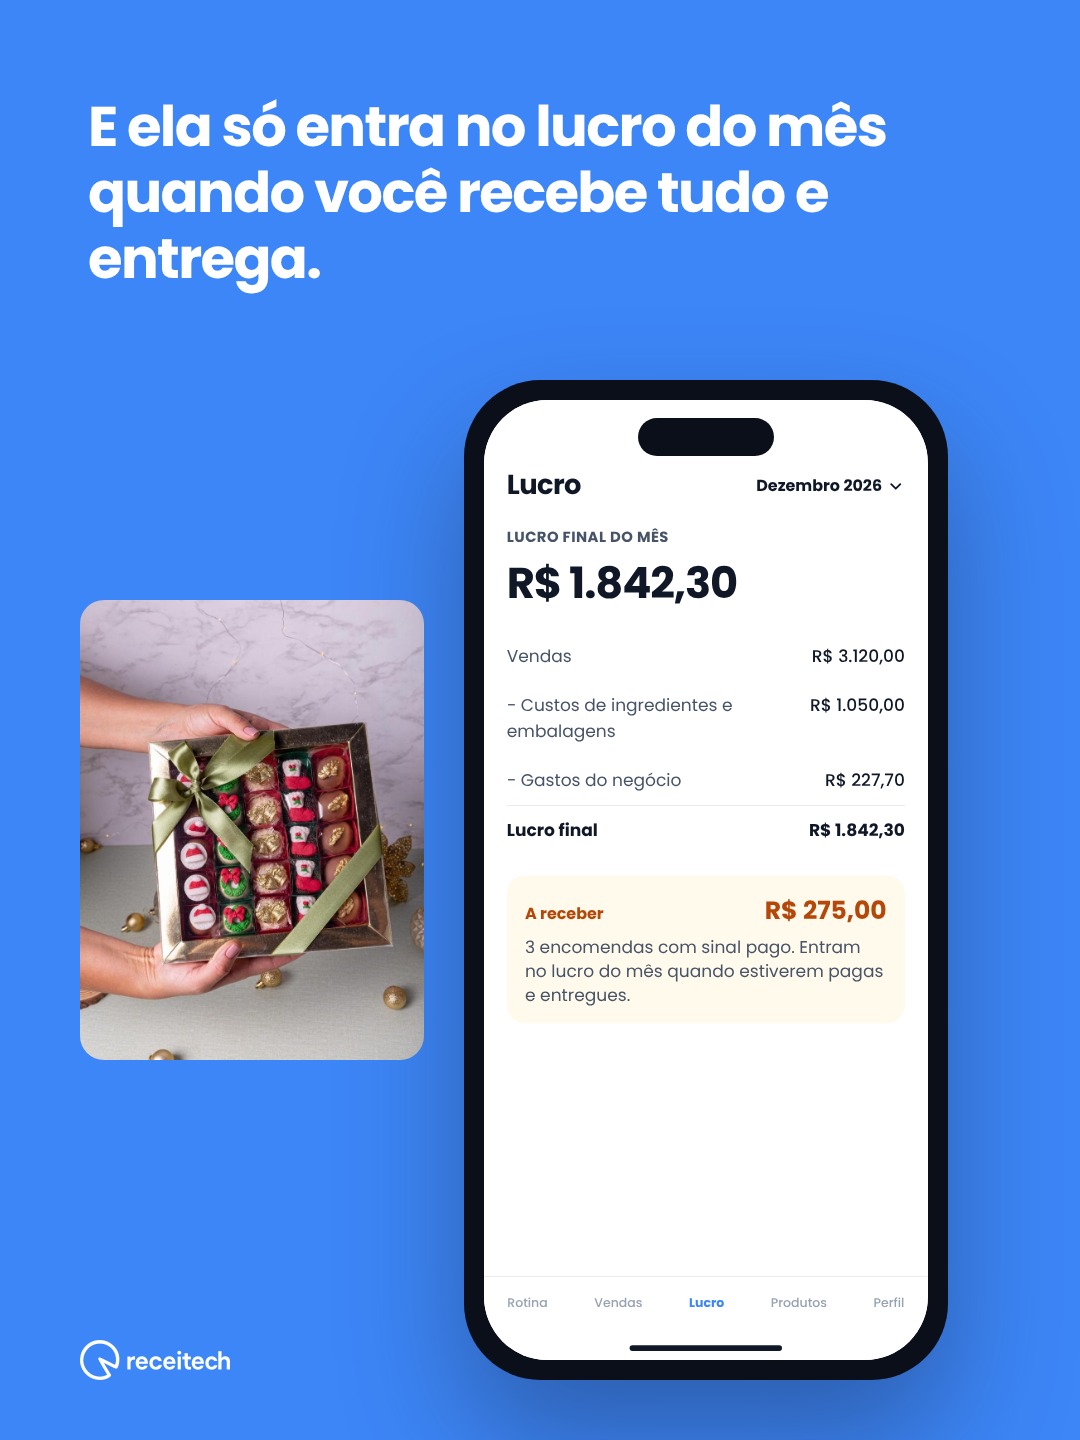 E ela só entra no lucro do mês
quando você recebe tudo e
entrega.
Lucro
Dezembro 2026
LUCRO FINAL DO MÊS
R$ 1.842,30
Vendas
R$ 3.120,00
- Custos de ingredientes e
embalagens
R$ 1.050,00
- Gastos do negócio
R$ 227,70
Lucro final
R$ 1.842,30
A receber
R$ 275,00
3 encomendas com sinal pago. Entram
no lucro do mês quando estiverem pagas
e entregues.
Rotina
Vendas
Lucro
Produtos
Perfil
receitech